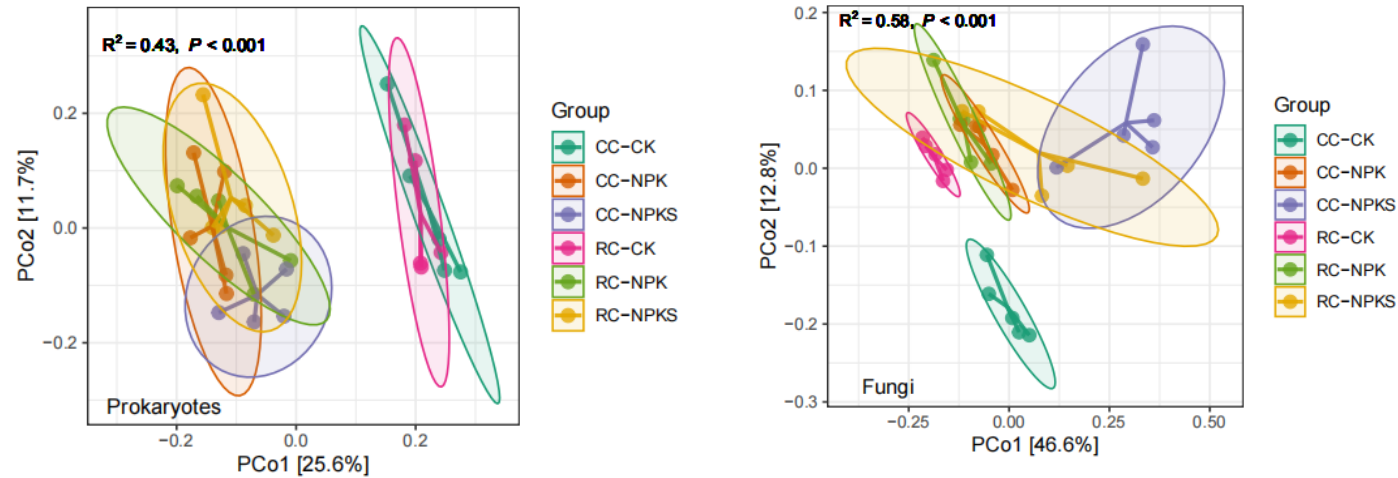 R² = 0.43, P < 0.001
0.2
0.0
−0.2
PCo2 [11.7%]
Prokaryotes
−0.2
0.0
0.2
PCo1 [25.6%]
Group
CC−CK
CC−NPK
CC−NPKS
RC−CK
RC−NPK
RC−NPKS
R² = 0.58, P < 0.001
0.2
0.1
0.0
−0.1
−0.2
−0.3
PCo2 [12.8%]
Fungi
−0.25
0.00
0.25
0.50
PCo1 [46.6%]
Group
CC−CK
CC−NPK
CC−NPKS
RC−CK
RC−NPK
RC−NPKS